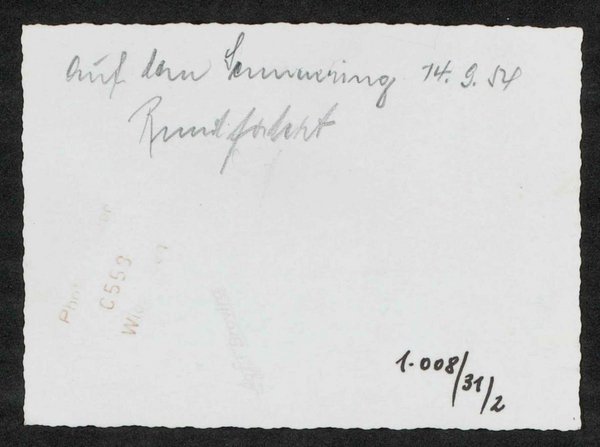 Auf dem Semmering 14.9.54
Rundfahrt
C553
1.008/31/2